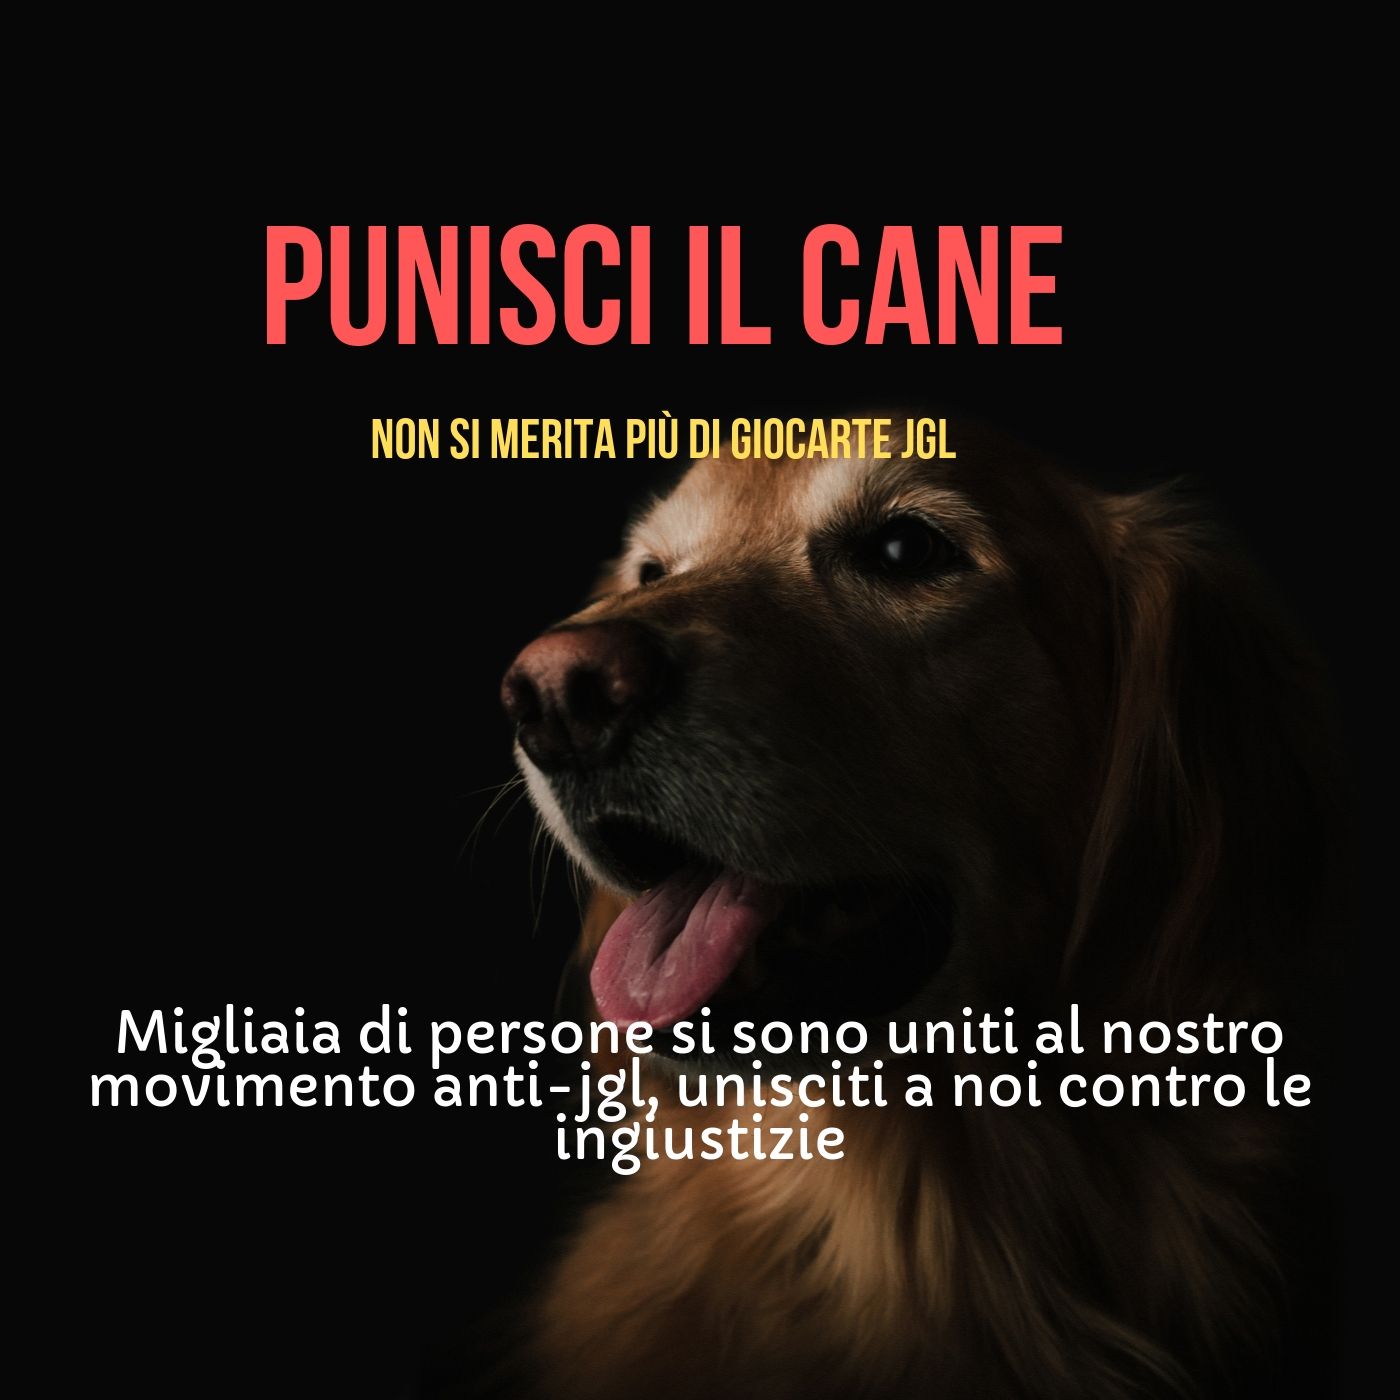 PUNISCI IL CANE
NON SI MERITA PIÙ DI GIOCARTE JGL
Migliaia di persone si sono uniti al nostro
movimento anti-jgl, unisciti a noi contro le
ingiustizie